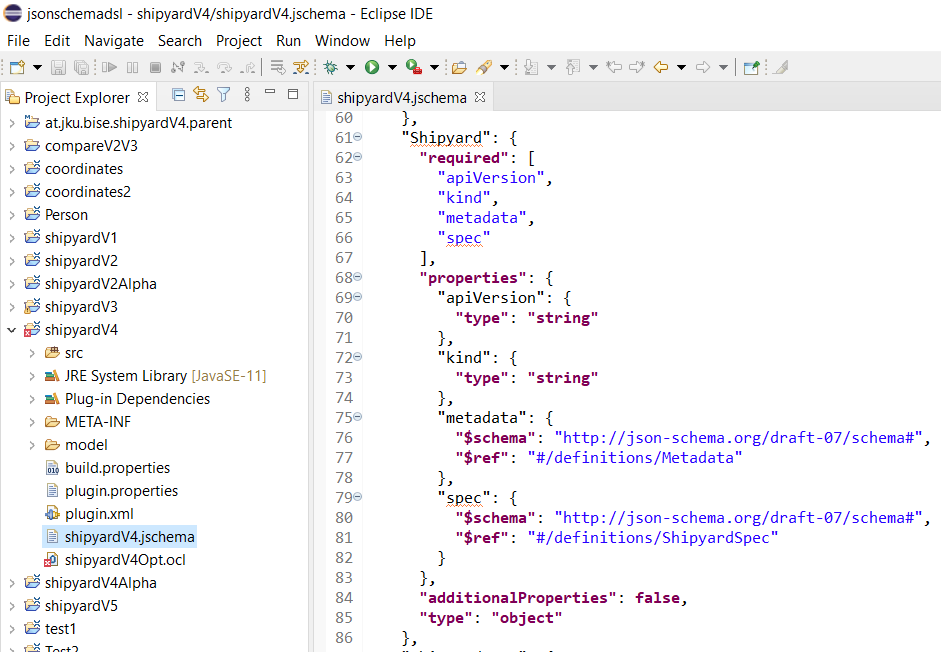 jsonschemadsl - shipyardV4/shipyardV4.jschema - Eclipse IDE
File Edit Navigate Search Project Run Window Help
Project Explorer
at.jku.bise.shipyardV4.parent
compareV2V3
coordinates
coordinates2
Person
shipyardV1
shipyardV2
shipyardV2Alpha
shipyardV3
shipyardV4
src
JRE System Library [JavaSE-11]
Plug-in Dependencies
META-INF
model
build.properties
plugin.properties
plugin.xml
shipyardV4.jschema
shipyardV4Opt.ocl
shipyardV4Alpha
shipyardV5
test1
Test2
shipyardV4.jschema
60 },
61 "Shipyard": {
62 "required": [
63 "apiVersion",
64 "kind",
65 "metadata",
66 "spec"
67 ],
68 "properties": {
69 "apiVersion": {
70 "type": "string"
71 },
72 "kind": {
73 "type": "string"
74 },
75 "metadata": {
76 "$schema": "http://json-schema.org/draft-07/schema#",
77 "$ref": "#/definitions/Metadata"
78 },
79 "spec": {
80 "$schema": "http://json-schema.org/draft-07/schema#",
81 "$ref": "#/definitions/ShipyardSpec"
82 }
83 },
84 "additionalProperties": false,
85 "type": "object"
86 },